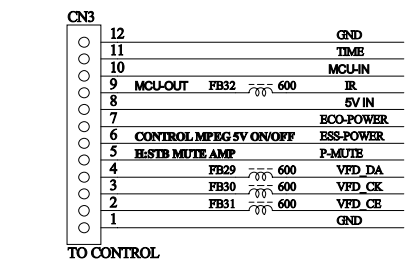 CN3
12 GND
11 TIME
10 MCU-IN
9 MCU-OUT FB32 600 IR
8 5V IN
7 ECO-POWER
6 CONTROL MPEG 5V ON/OFF ESS-POWER
5 H:STB MUTE AMP P-MUTE
4 FB29 600 VFD_DA
3 FB30 600 VFD_CK
2 FB31 600 VFD_CE
1 GND
TO CONTROL